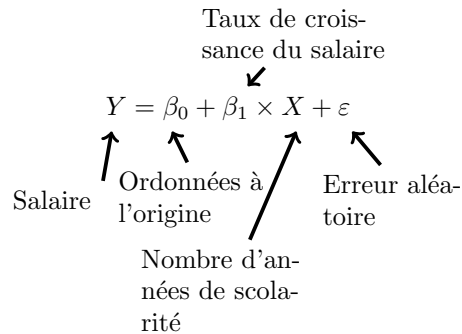 Taux de crois-
sance du salaire
Y = β₀ + β₁ × X + ε
Salaire
Ordonnées à
l'origine
Erreur aléa-
toire
Nombre d'an-
nées de scola-
rité